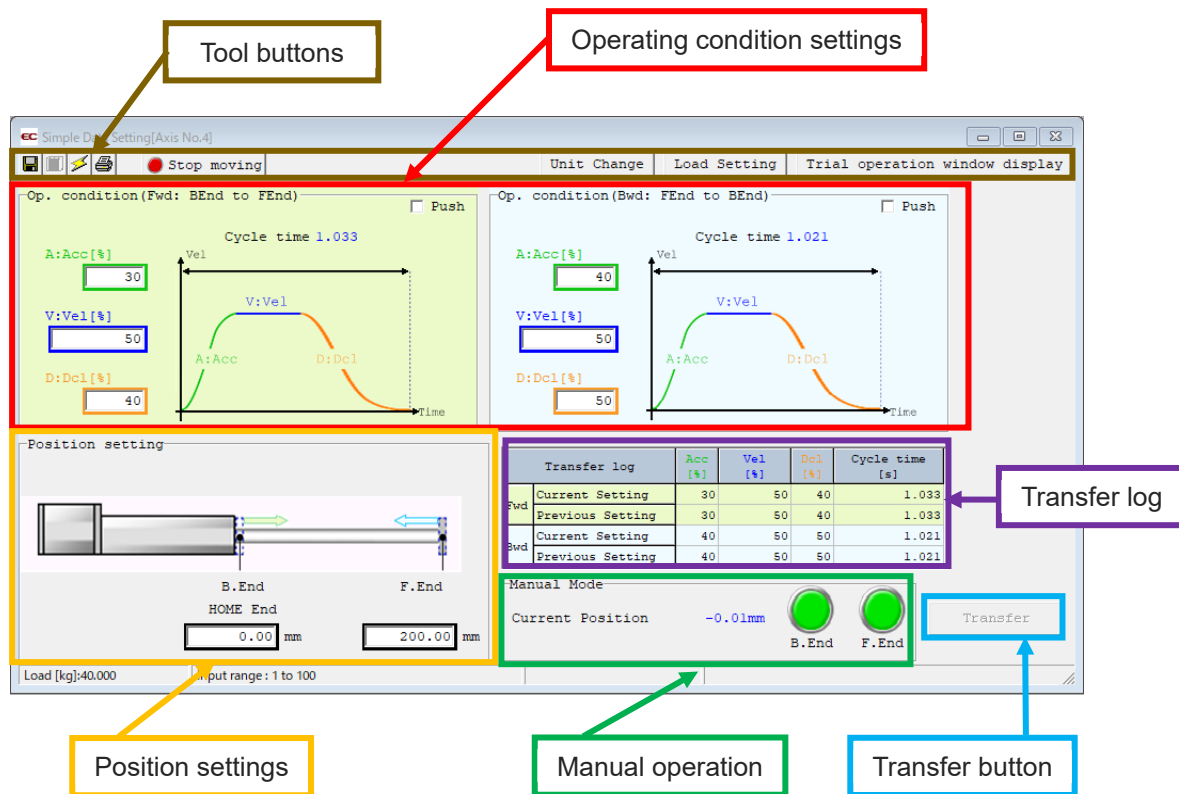 Tool buttons
Operating condition settings
EC Simple Data Setting[Axis No.4]
Stop moving
Unit Change
Load Setting
Trial operation window display
Op. condition(Fwd: BEnd to FEnd)
Push
Cycle time 1.033
A:Acc[%]
30
V:Vel[%]
50
D:Dcl[%]
40
Vel
V:Vel
A:Acc
D:Dcl
Time
Op. condition(Bwd: FEnd to BEnd)
Push
Cycle time 1.021
A:Acc[%]
40
V:Vel[%]
50
D:Dcl[%]
50
Vel
V:Vel
A:Acc
D:Dcl
Time
Position setting
B.End
F.End
HOME End
0.00 mm
200.00 mm
Transfer log Acc [%] Vel [%] Dcl [%] Cycle time [s]
Fwd
Current Setting 30 50 40 1.033
Previous Setting 30 50 40 1.033
Bwd
Current Setting 40 50 50 1.021
Previous Setting 40 50 50 1.021
Transfer log
Manual Mode
Current Position -0.01mm
B.End
F.End
Transfer
Load [kg]:40.000
Input range : 1 to 100
Position settings
Manual operation
Transfer button